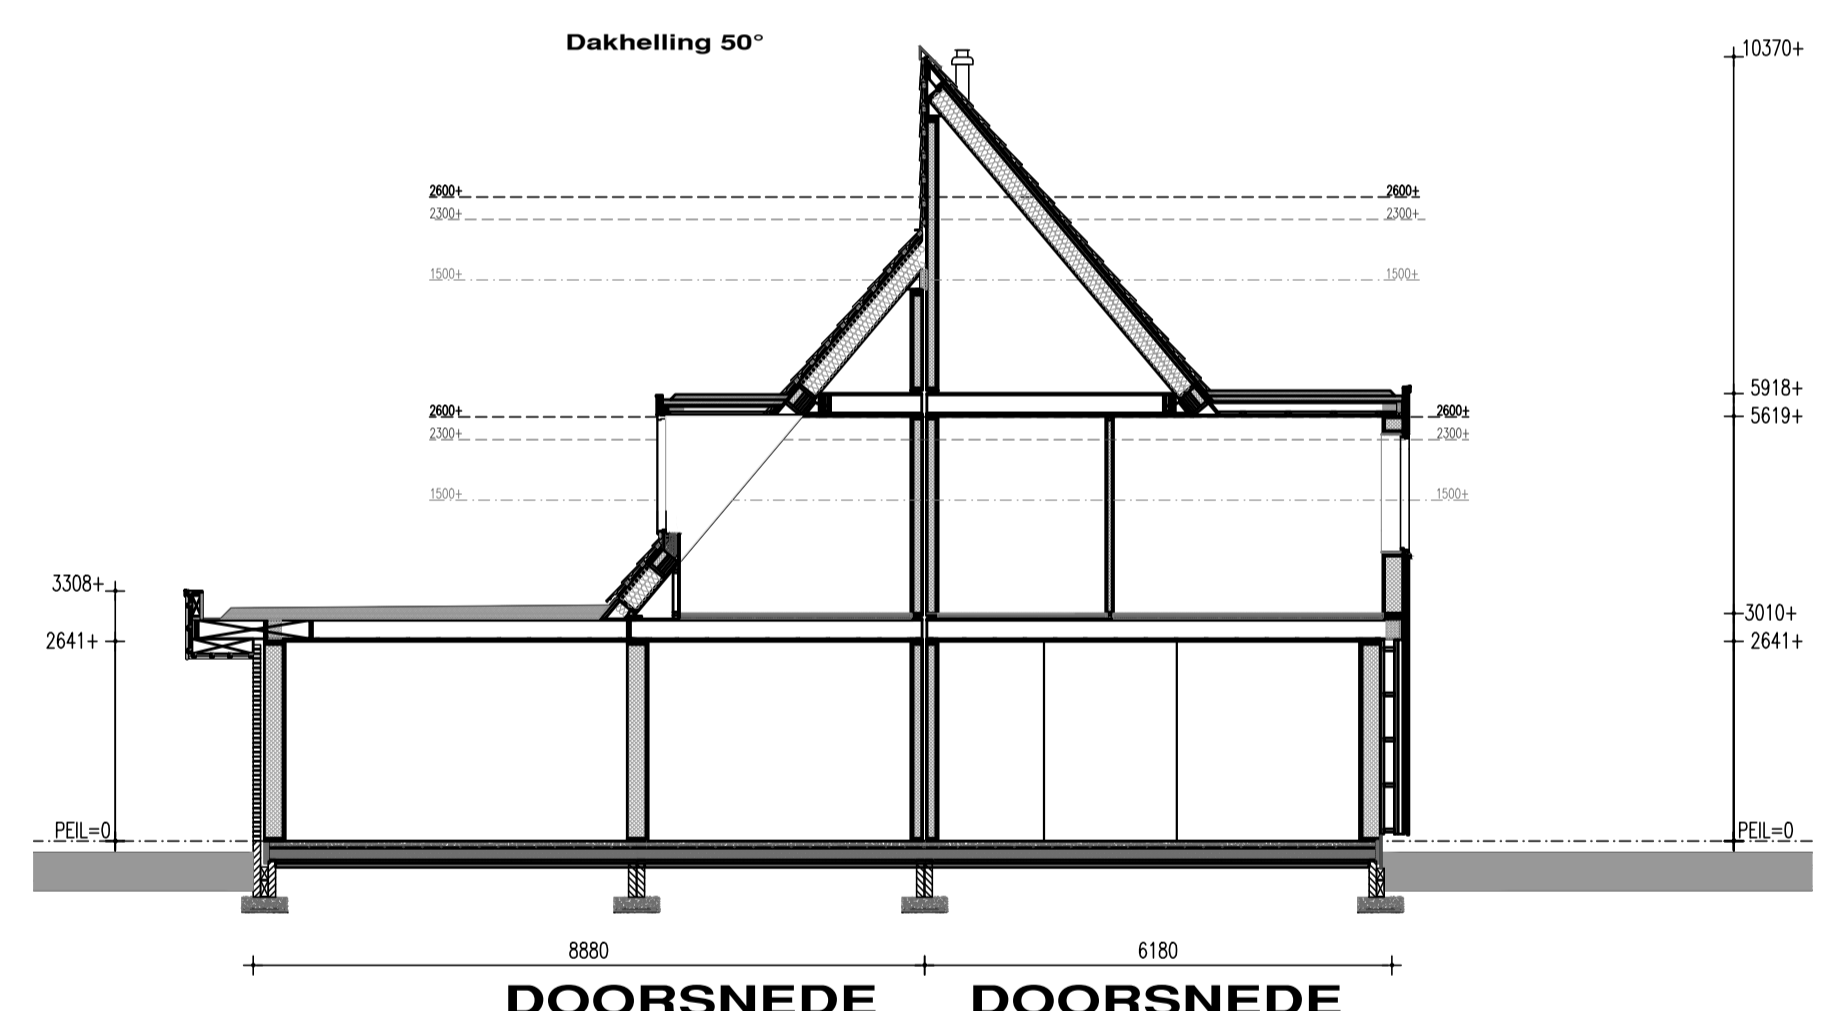 Dakhelling 50°
10370+
2600+ 2600+
2300+ 2300+
1500+ 1500+
5918+
2600+ 2600+ 5619+
2300+ 2300+
1500+ 1500+
3308+
3010+
2641+ 2641+
PEIL=0 PEIL=0
8880 6180
DOORSNEDE DOORSNEDE